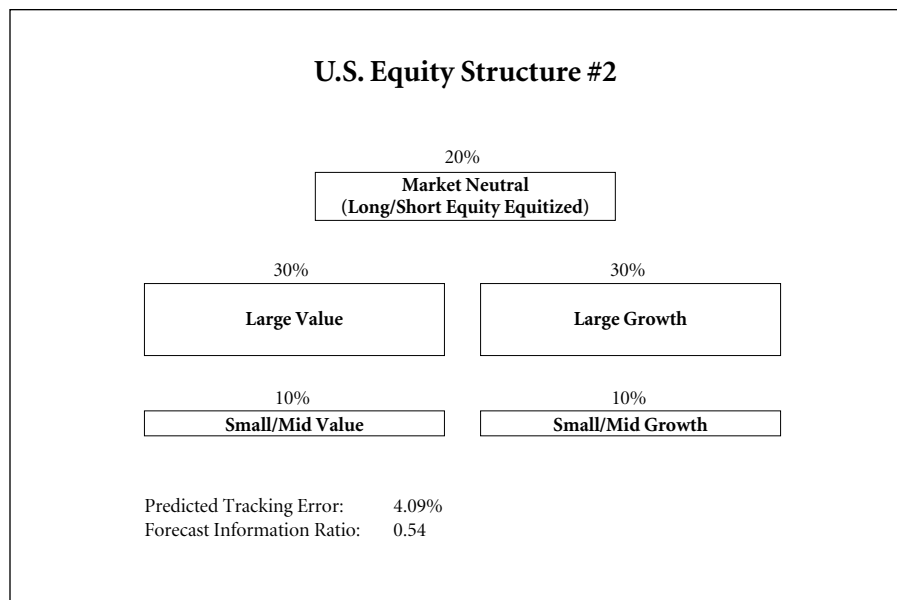 U.S. Equity Structure #2
20%
Market Neutral
(Long/Short Equity Equitized)
30%
30%
Large Value
Large Growth
10%
10%
Small/Mid Value
Small/Mid Growth
Predicted Tracking Error: 4.09%
Forecast Information Ratio: 0.54